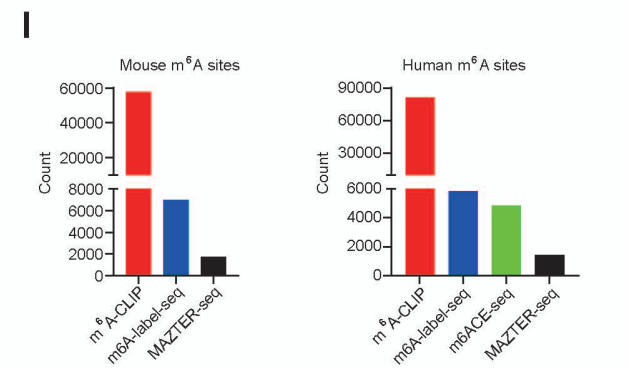 I
Mouse m⁶A sites
60000
40000
20000
8000
6000
4000
2000
0
Count
m⁶A-CLIP
m6A-label-seq
MAZTER-seq
Human m⁶A sites
90000
60000
30000
6000
4000
2000
0
Count
m⁶A-CLIP
m6A-label-seq
m6ACE-seq
MAZTER-seq